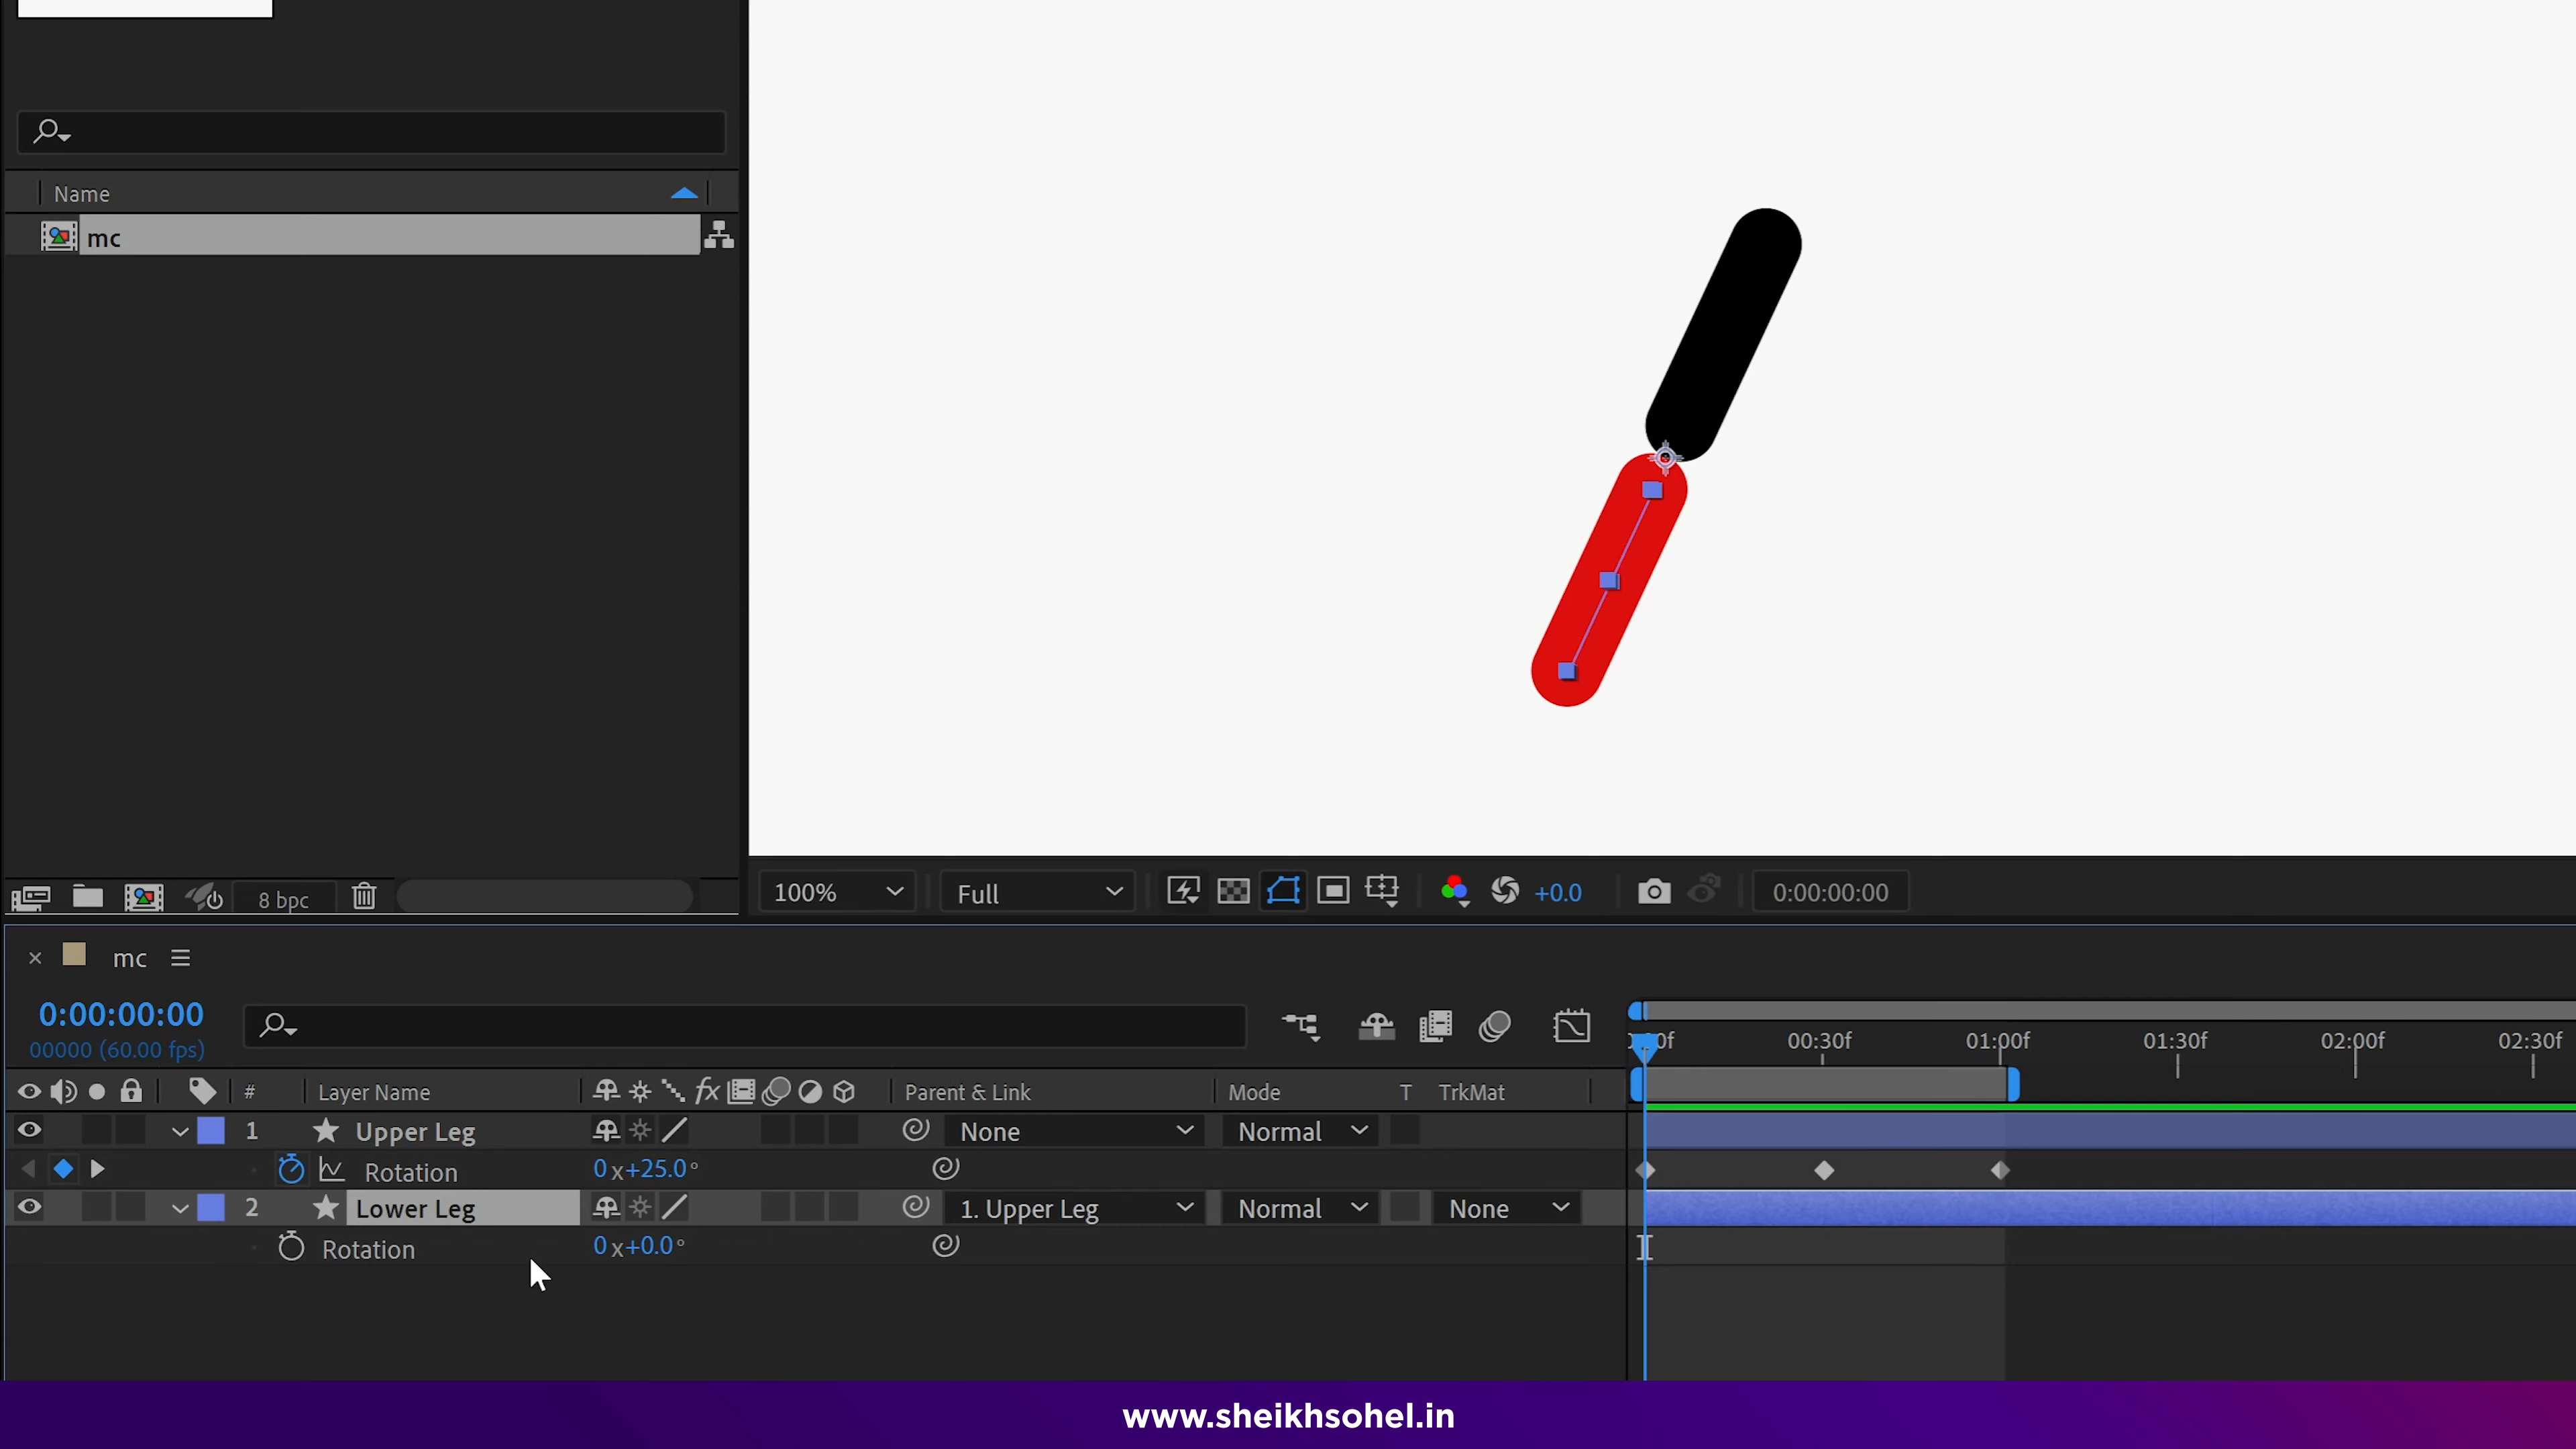 Name
mc
8 bpc
100%
Full
+0.0
0:00:00:00
mc
0:00:00:00
00000 (60.00 fps)
00:30f 01:00f 01:30f 02:00f 02:30f
# Layer Name fx Parent & Link Mode T TrkMat
1 Upper Leg None Normal
Rotation 0 x+25.0°
2 Lower Leg 1. Upper Leg Normal None
Rotation 0 x+0.0°
www.sheikhsohel.in